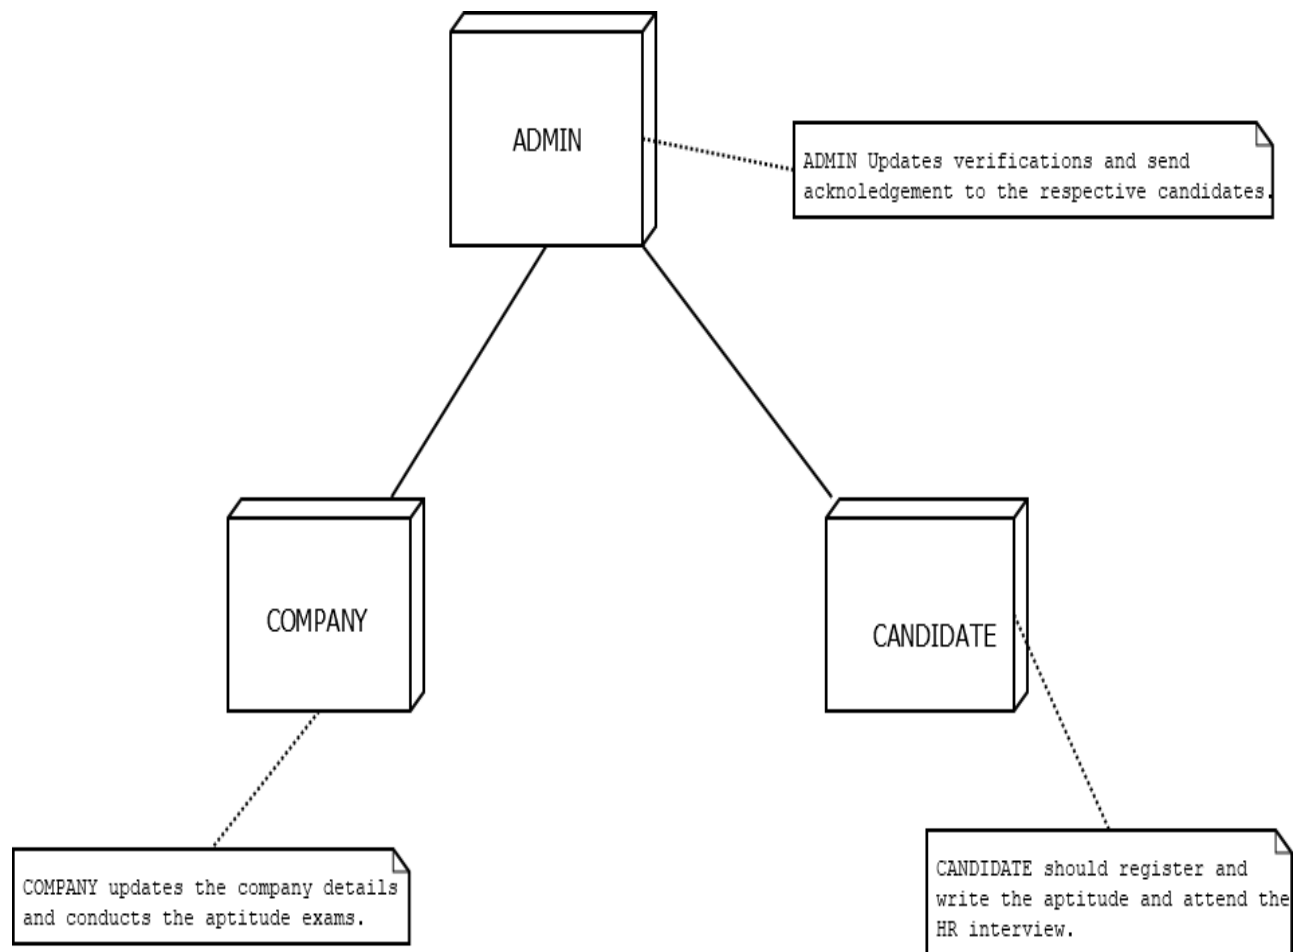 ADMIN
ADMIN Updates verifications and send
acknoledgement to the respective candidates.
COMPANY
CANDIDATE
COMPANY updates the company details
and conducts the aptitude exams.
CANDIDATE should register and
write the aptitude and attend the
HR interview.